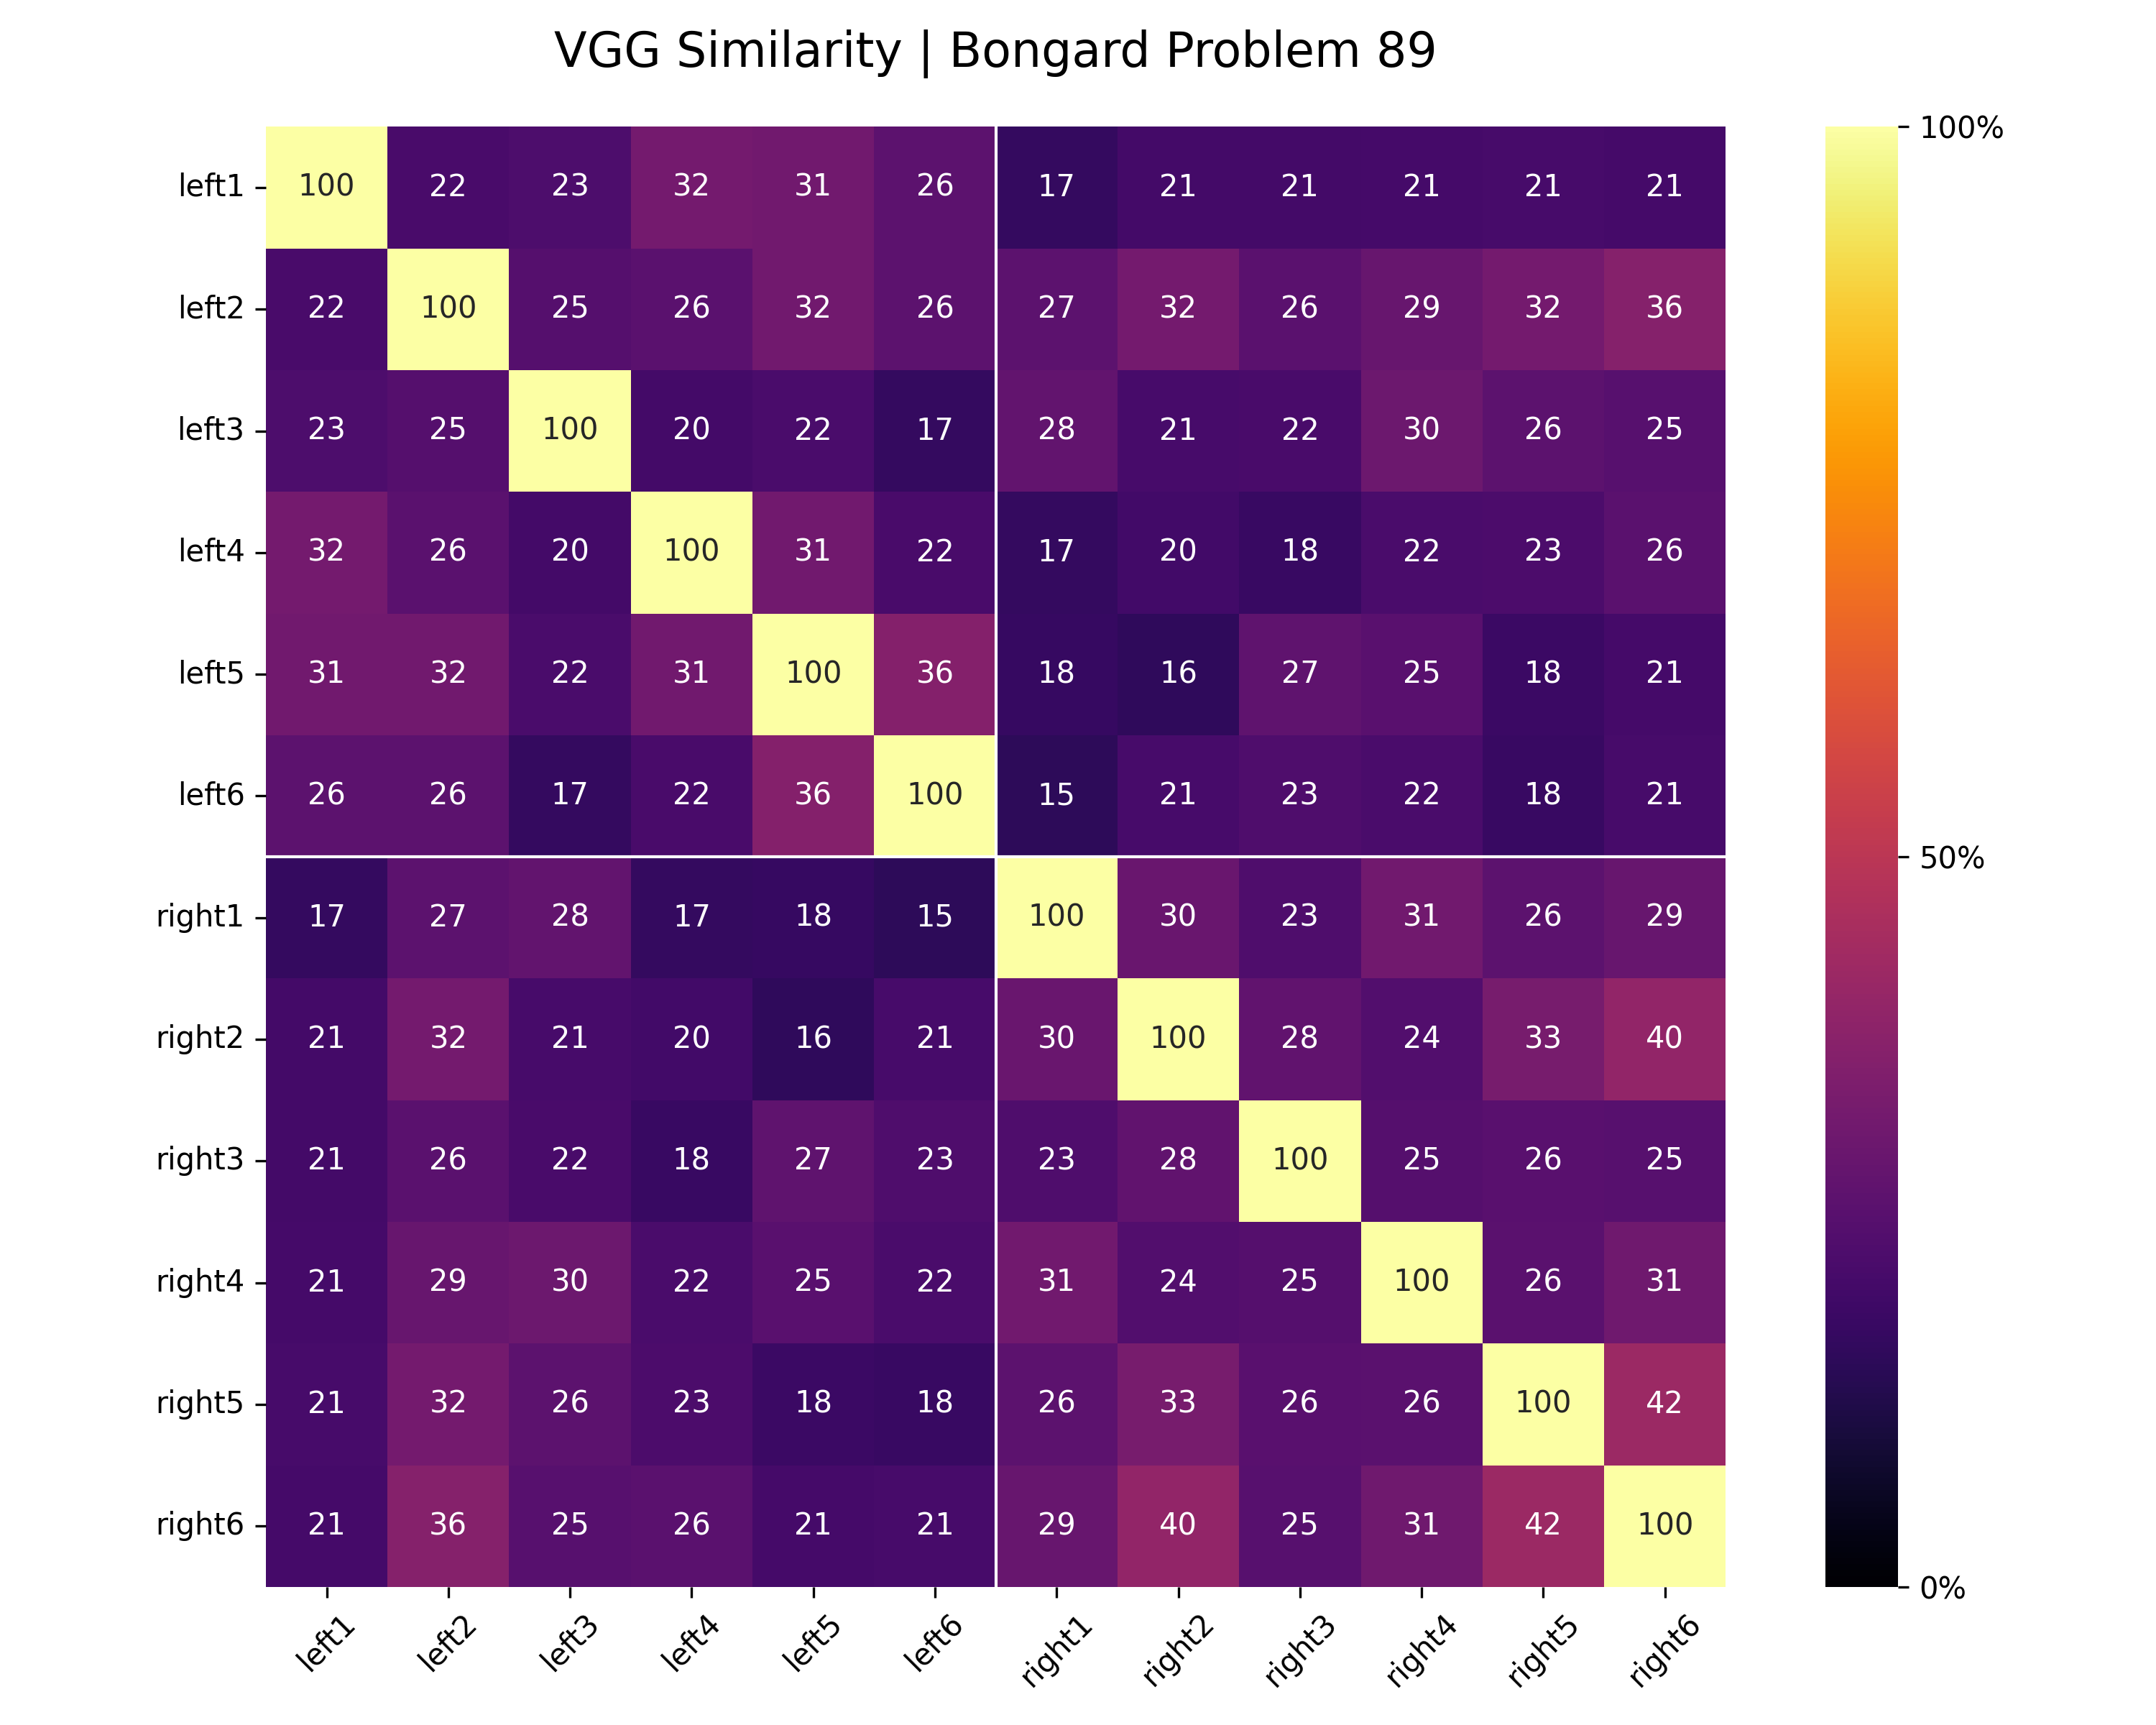 VGG Similarity | Bongard Problem 89
left1 100 22 23 32 31 26 17 21 21 21 21 21
left2 22 100 25 26 32 26 27 32 26 29 32 36
left3 23 25 100 20 22 17 28 21 22 30 26 25
left4 32 26 20 100 31 22 17 20 18 22 23 26
left5 31 32 22 31 100 36 18 16 27 25 18 21
left6 26 26 17 22 36 100 15 21 23 22 18 21
right1 17 27 28 17 18 15 100 30 23 31 26 29
right2 21 32 21 20 16 21 30 100 28 24 33 40
right3 21 26 22 18 27 23 23 28 100 25 26 25
right4 21 29 30 22 25 22 31 24 25 100 26 31
right5 21 32 26 23 18 18 26 33 26 26 100 42
right6 21 36 25 26 21 21 29 40 25 31 42 100
left1 left2 left3 left4 left5 left6 right1 right2 right3 right4 right5 right6
100%
50%
0%